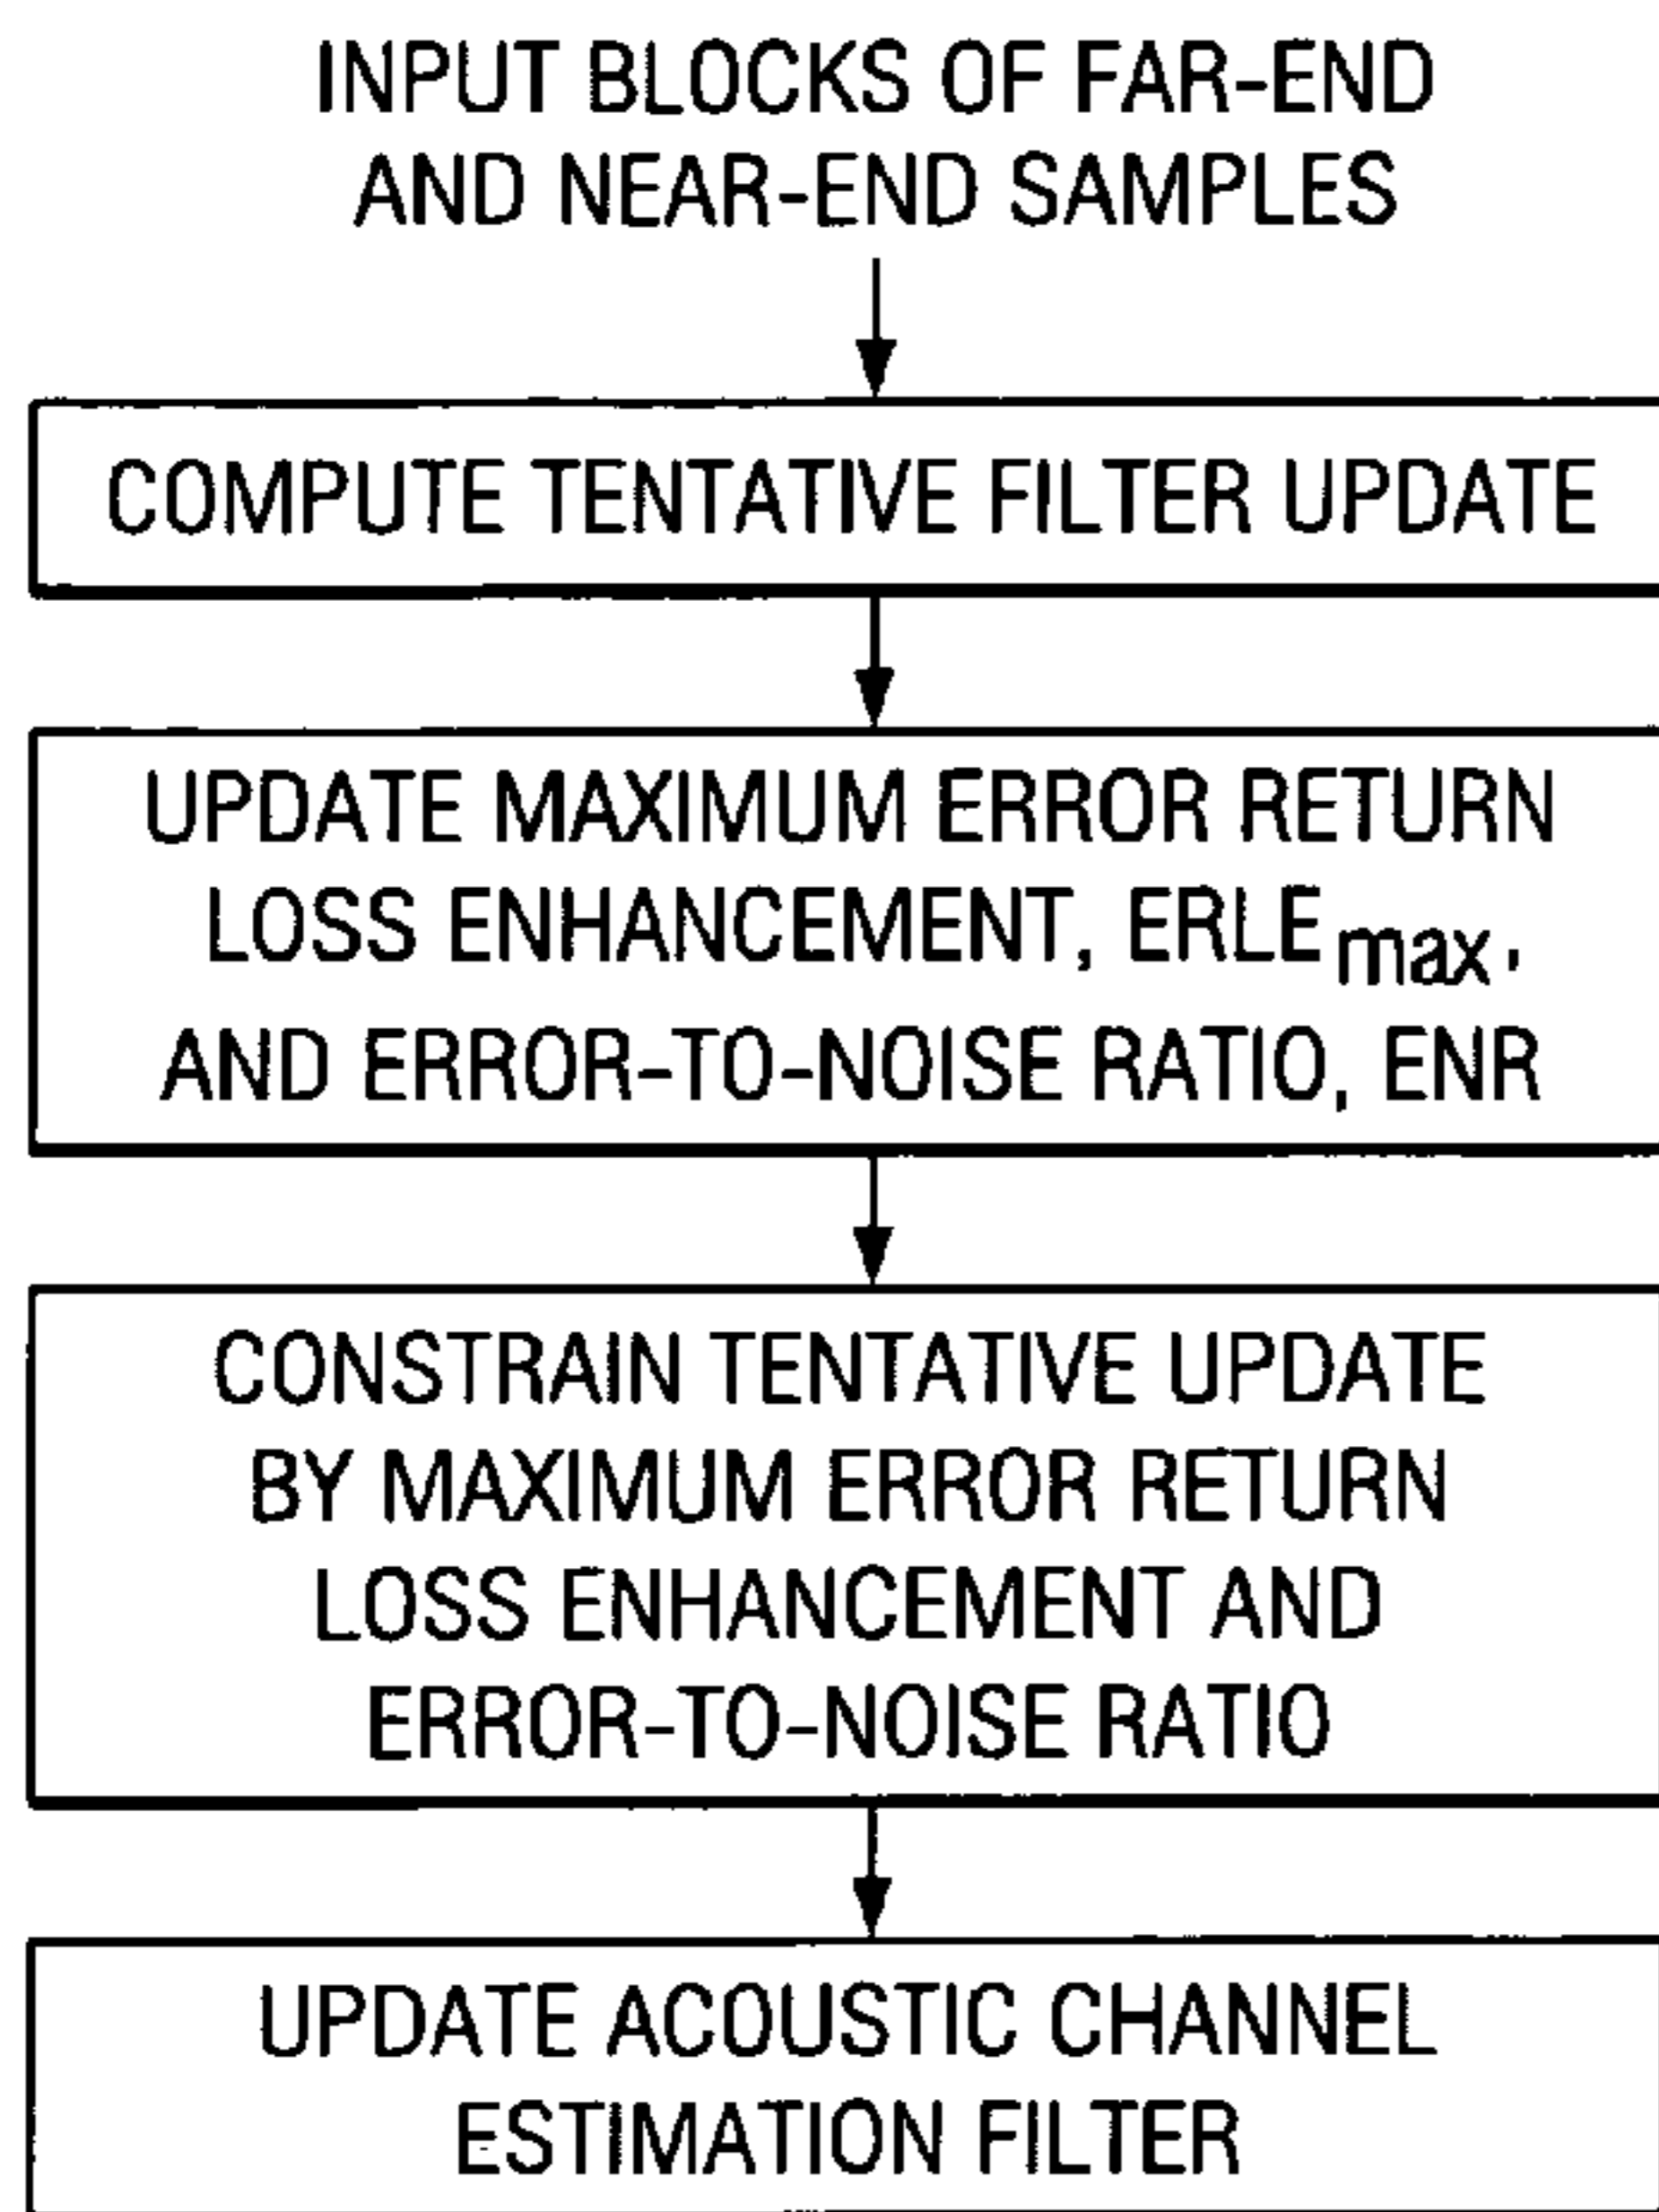 INPUT BLOCKS OF FAR-END
AND NEAR-END SAMPLES
COMPUTE TENTATIVE FILTER UPDATE
UPDATE MAXIMUM ERROR RETURN
LOSS ENHANCEMENT, ERLEmax,
AND ERROR-TO-NOISE RATIO, ENR
CONSTRAIN TENTATIVE UPDATE
BY MAXIMUM ERROR RETURN
LOSS ENHANCEMENT AND
ERROR-TO-NOISE RATIO
UPDATE ACOUSTIC CHANNEL
ESTIMATION FILTER